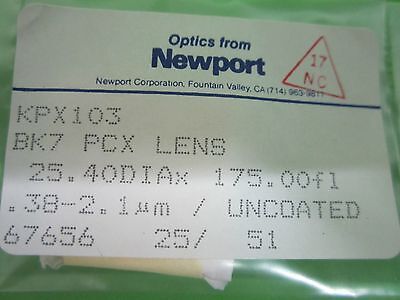 Optics from
Newport
17
NC
Newport Corporation, Fountain Valley, CA (714) 963-9811
KPX103
BK7 PCX LENS
25.40DIAx 175.00fl
.38-2.1µm / UNCOATED
67656 25/ 51